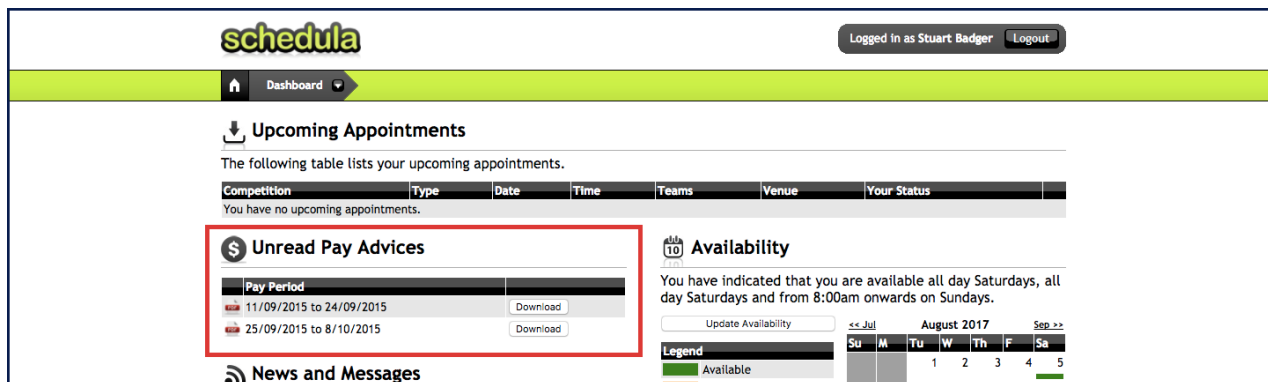 schedula
Logged in as Stuart Badger Logout
Dashboard
Upcoming Appointments
The following table lists your upcoming appointments.
Competition Type Date Time Teams Venue Your Status
You have no upcoming appointments.
$ Unread Pay Advices
Pay Period
PDF 11/09/2015 to 24/09/2015 Download
PDF 25/09/2015 to 8/10/2015 Download
News and Messages
10 Availability
You have indicated that you are available all day Saturdays, all
day Saturdays and from 8:00am onwards on Sundays.
Update Availability
Legend
Available
<< Jul August 2017 Sep >>
Su M Tu W Th F Sa
1 2 3 4 5